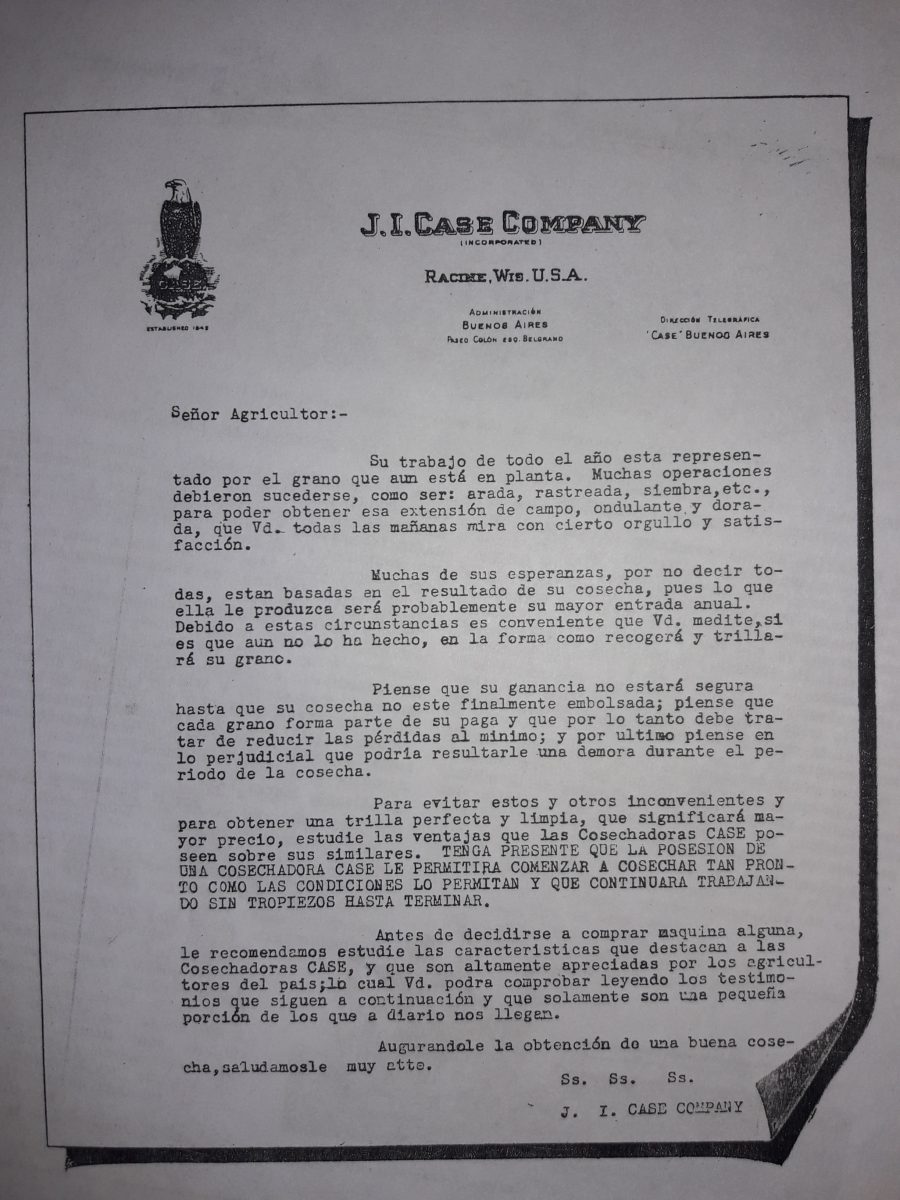 J.I. CASE COMPANY
(INCORPORATED)
RACINE, WIS. U.S.A.
CASE
ESTABLISHED 1842
ADMINISTRACIÓN
BUENOS AIRES
PASEO COLÓN ESQ. BELGRANO
DIRECCIÓN TELEGRÁFICA
"CASE" BUENOS AIRES
Señor Agricultor:-
Su trabajo de todo el año esta represen-
tado por el grano que aun está en planta. Muchas operaciones
debieron sucederse, como ser: arada, rastreada, siembra,etc.,
para poder obtener esa extensión de campo, ondulante y dora-
da, que Vd. todas las mañanas mira con cierto orgullo y satis-
facción.
Muchas de sus esperanzas, por no decir to-
das, estan basadas en el resultado de su cosecha, pues lo que
ella le produzca será probablemente su mayor entrada anual.
Debido a estas circunstancias es conveniente que Vd. medite,si
es que aun no lo ha hecho, en la forma como recogerá y trilla-
rá su grano.
Piense que su ganancia no estará segura
hasta que su cosecha no este finalmente embolsada; piense que
cada grano forma parte de su paga y que por lo tanto debe tra-
tar de reducir las pérdidas al minimo; y por ultimo piense en
lo perjudicial que podria resultarle una demora durante el pe-
riodo de la cosecha.
Para evitar estos y otros inconvenientes y
para obtener una trilla perfecta y limpia, que significará ma-
yor precio, estudie las ventajas que las Cosechadoras CASE po-
seen sobre sus similares. TENGA PRESENTE QUE LA POSESION DE
UNA COSECHADORA CASE LE PERMITIRA COMENZAR A COSECHAR TAN PRON-
TO COMO LAS CONDICIONES LO PERMITAN Y QUE CONTINUARA TRABAJAN-
DO SIN TROPIEZOS HASTA TERMINAR.
Antes de decidirse a comprar maquina alguna,
le recomendamos estudie las caracteristicas que destacan a las
Cosechadoras CASE, y que son altamente apreciadas por los agricul-
tores del pais;lo cual Vd. podra comprobar leyendo los testimo-
nios que siguen a continuación y que solamente son una pequeña
porción de los que a diario nos llegan.
Augurandole la obtención de una buena cose-
cha,saludamosle muy atte.
Ss. Ss. Ss.
J. I. CASE COMPANY